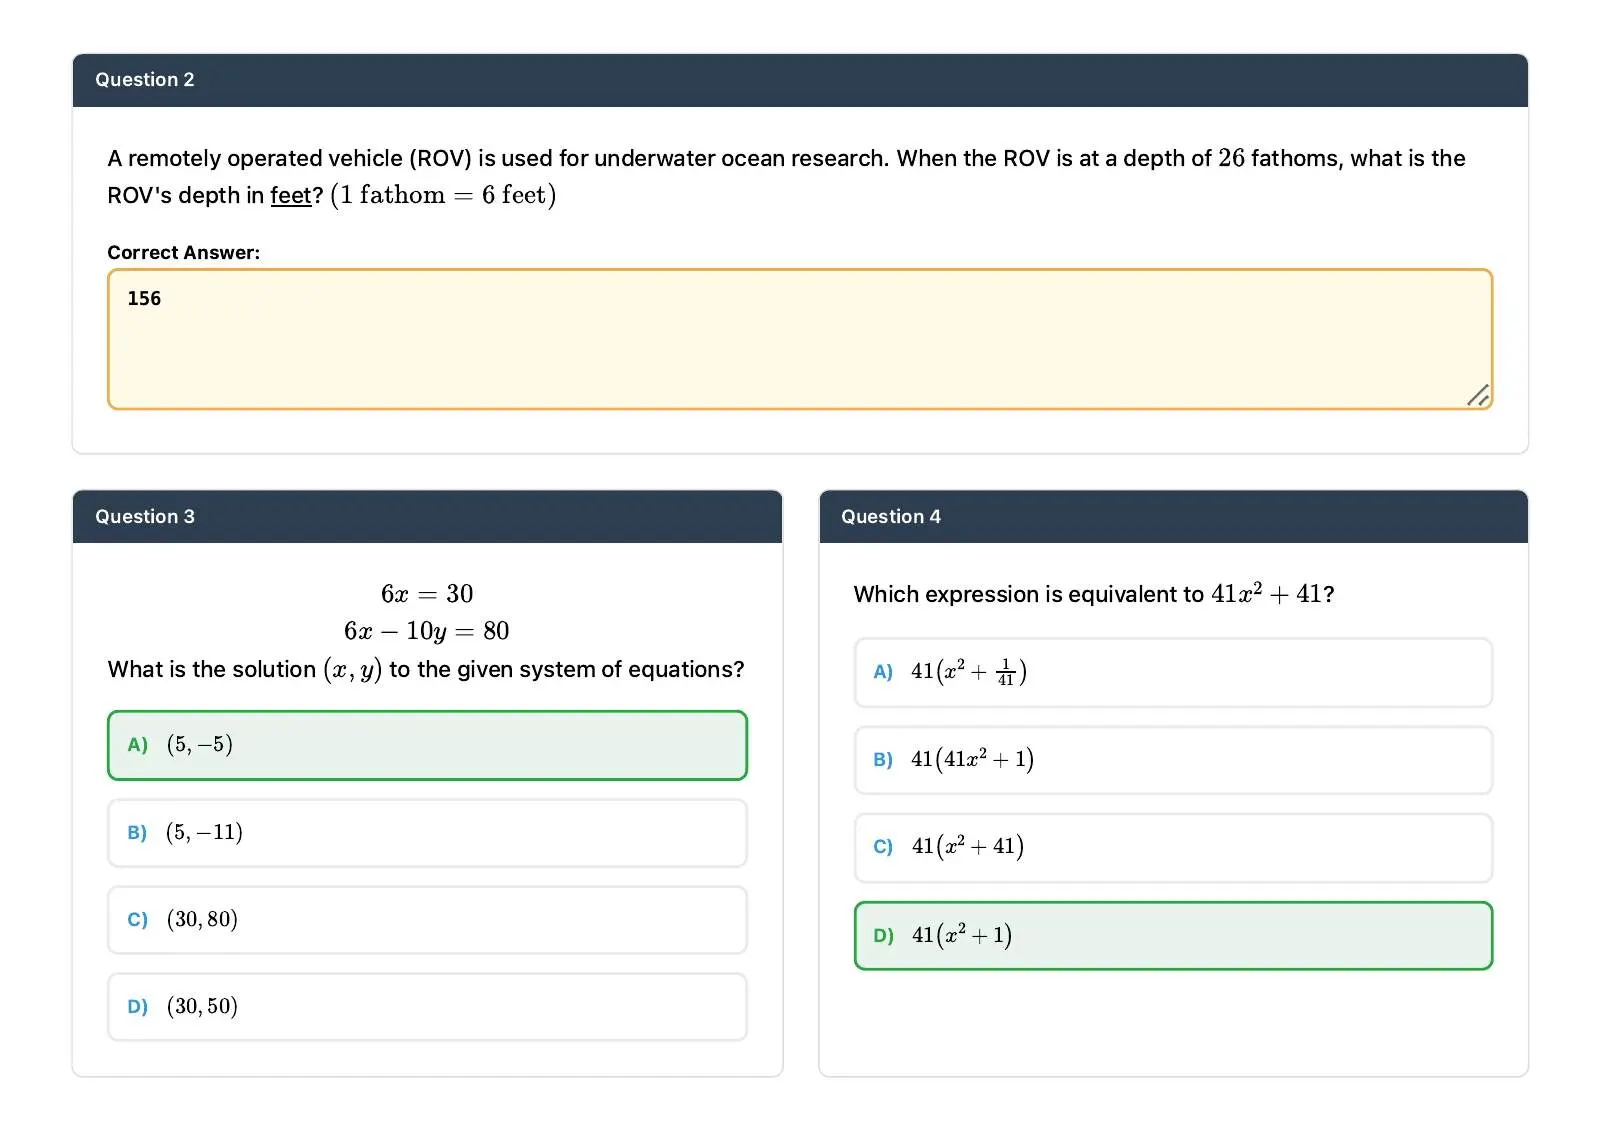 Question 2
A remotely operated vehicle (ROV) is used for underwater ocean research. When the ROV is at a depth of 26 fathoms, what is the
ROV's depth in feet? (1 fathom = 6 feet)
Correct Answer:
156
Question 3
6x = 30
6x − 10y = 80
What is the solution (x, y) to the given system of equations?
A) (5, −5)
B) (5, −11)
C) (30, 80)
D) (30, 50)
Question 4
Which expression is equivalent to 41x² + 41?
A) 41(x² + 1/41)
B) 41(41x² + 1)
C) 41(x² + 41)
D) 41(x² + 1)